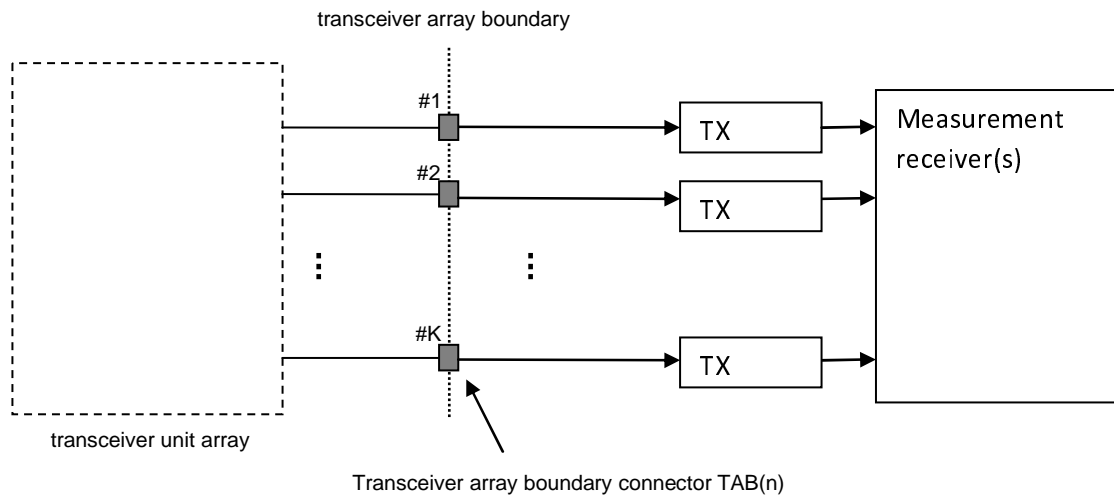 transceiver array boundary
#1
TX
Measurement
receiver(s)
#2
TX
#K
TX
transceiver unit array
Transceiver array boundary connector TAB(n)